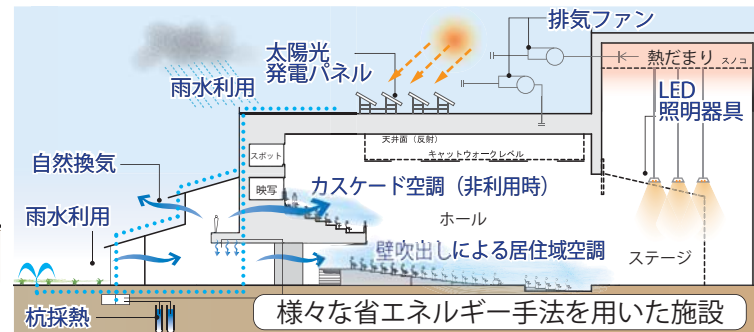 排気ファン
太陽光
発電パネル
雨水利用
熱だまり スノコ
LED
照明器具
天井面（反射）
キャットウォークレベル
スポット
自然換気
映写
カスケード空調（非利用時）
雨水利用
ホール
壁吹出しによる居住域空調
ステージ
杭採熱
様々な省エネルギー手法を用いた施設